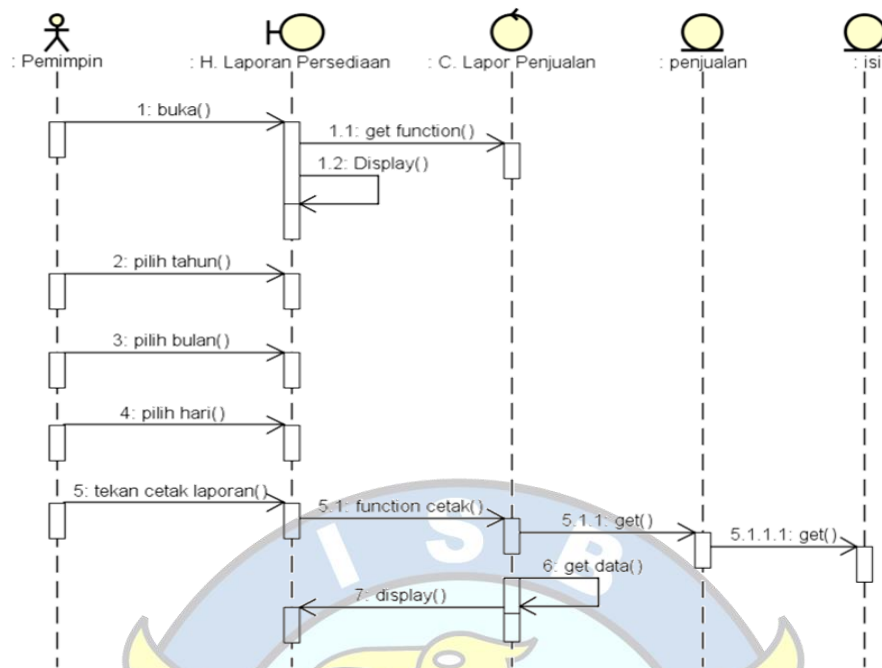 : Pemimpin
: H. Laporan Persediaan
: C. Lapor Penjualan
: penjualan
: isi
1: buka()
1.1: get function()
1.2: Display()
2: pilih tahun()
3: pilih bulan()
4: pilih hari()
5: tekan cetak laporan()
5.1: function cetak()
5.1.1: get()
5.1.1.1: get()
6: get data()
7: display()
I S B